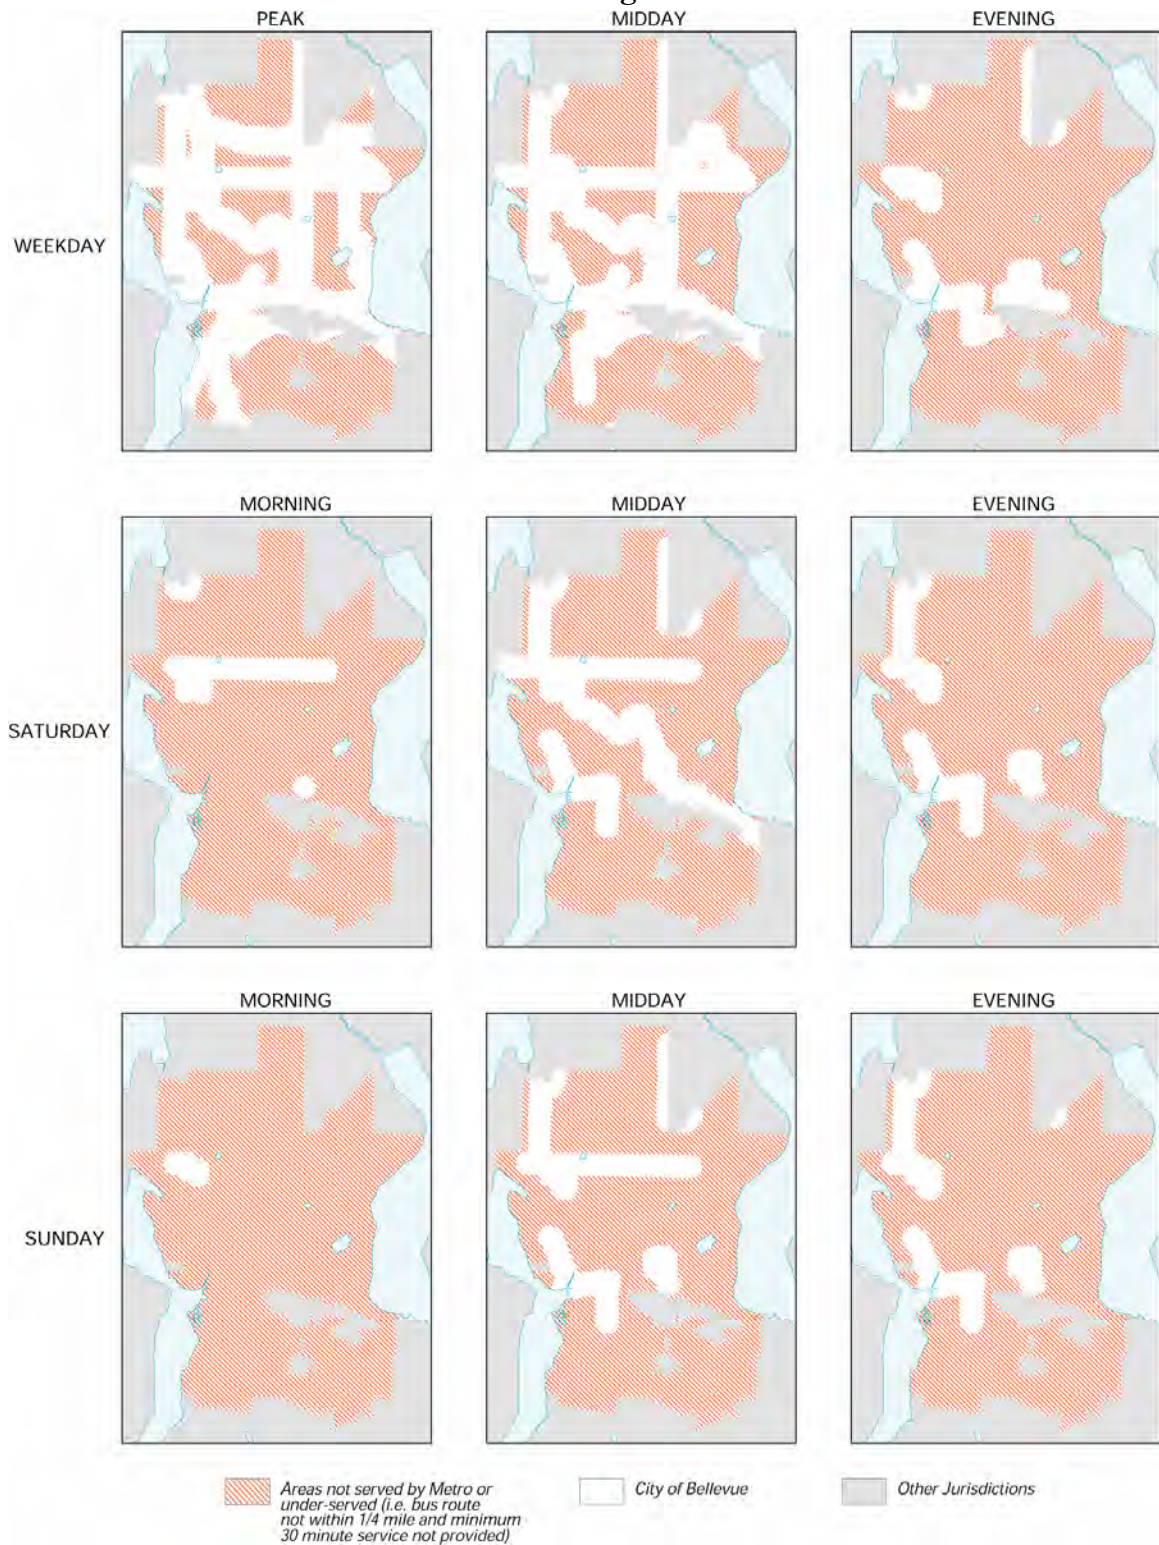 PEAK MIDDAY EVENING
WEEKDAY
MORNING MIDDAY EVENING
SATURDAY
MORNING MIDDAY EVENING
SUNDAY
Areas not served by Metro or
under-served (i.e. bus route
not within 1/4 mile and minimum
30 minute service not provided)
City of Bellevue
Other Jurisdictions